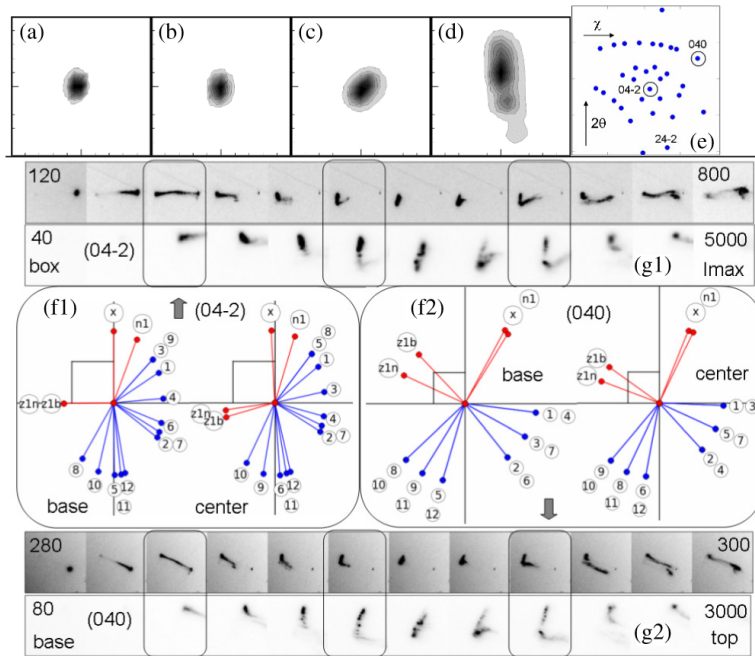 (a)
(b)
(c)
(d)
χ
040
04-2
2θ
24-2
(e)
120
800
40
box
(04-2)
(g1)
5000
Imax
(f1)
(04-2)
x
n1
3
9
1
4
z1n
z1b
6
2
7
8
10
5
12
11
base
x
n1
8
5
1
3
z1n
z1b
4
2
7
10
9
6
12
11
center
(f2)
(040)
n1
x
z1b
z1n
base
1
4
3
7
2
6
8
10
9
5
11
12
n1
x
z1b
z1n
center
1
3
5
7
2
4
9
10
8
6
11
12
280
300
80
base
(040)
(g2)
3000
top